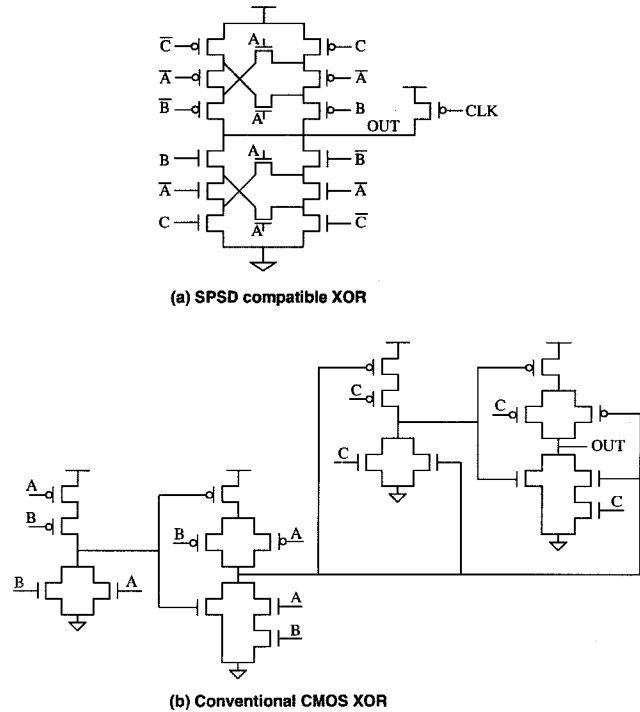 C̅ A C
A̅ A̅
B̅ A B
OUT CLK
B A B̅
A̅ A̅
C A C̅
(a) SPSD compatible XOR
C C
OUT
C C
A
B B A
B A A
B
(b) Conventional CMOS XOR